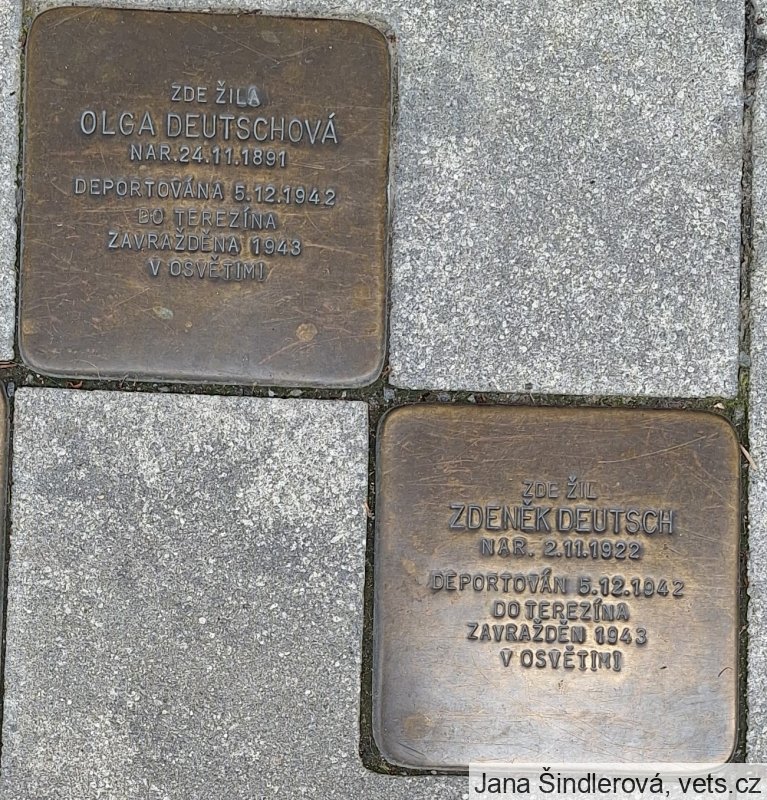 ZDE ŽILA
OLGA DEUTSCHOVÁ
NAR.24.11.1891
DEPORTOVÁNA 5.12.1942
DO TEREZÍNA
ZAVRAŽDĚNA 1943
V OSVĚTIMI
ZDE ŽIL
ZDENĚK DEUTSCH
NAR. 2.11.1922
DEPORTOVÁN 5.12.1942
DO TEREZÍNA
ZAVRAŽDĚN 1943
V OSVĚTIMI
Jana Šindlerová, vets.cz